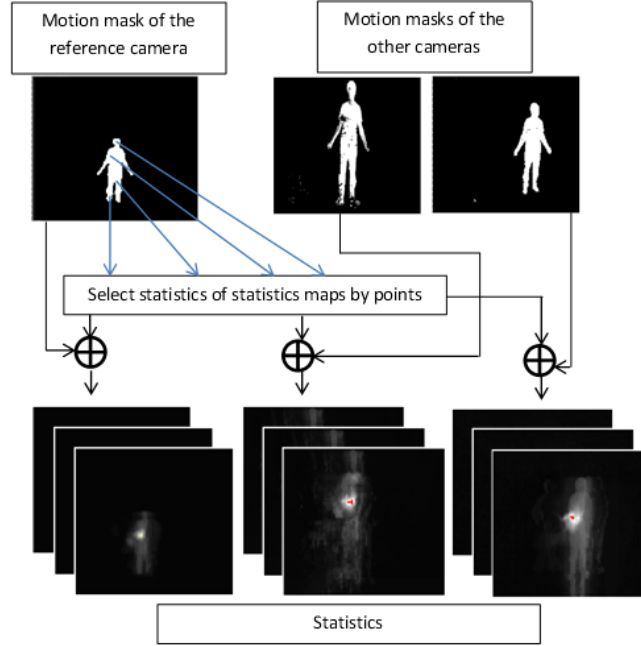 Motion mask of the
reference camera
Motion masks of the
other cameras
Select statistics of statistics maps by points
Statistics